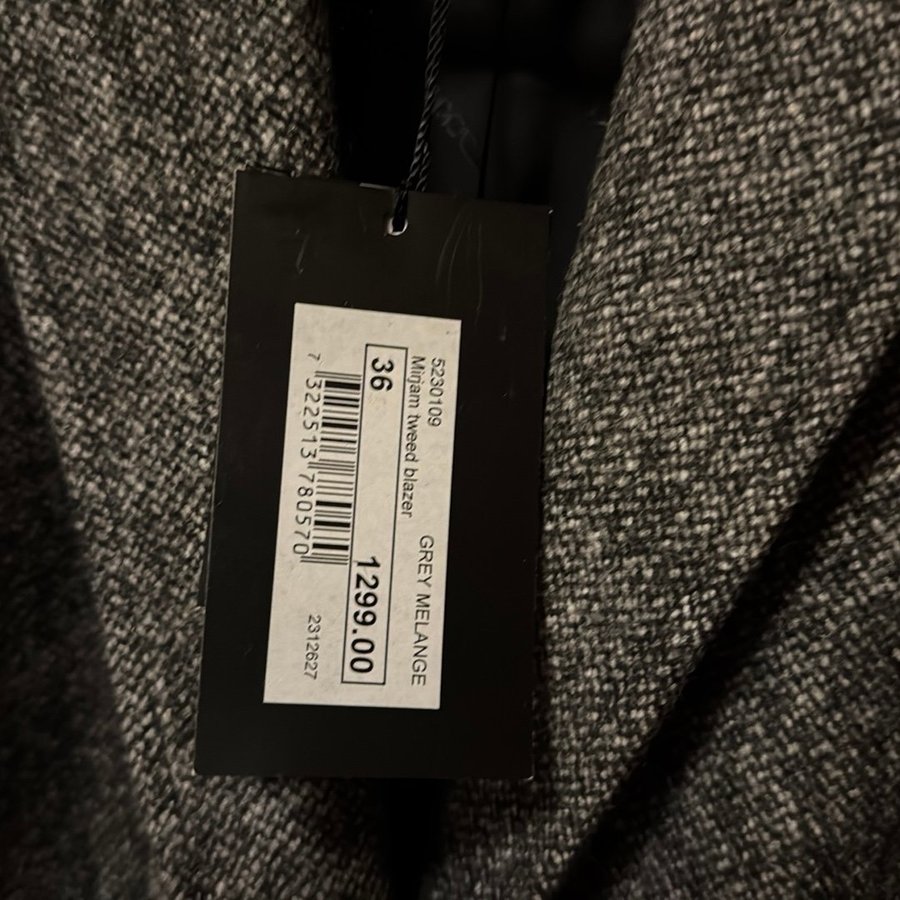 5230109
Mirjam tweed blazer
GREY MELANGE
36
1299.00
7 322513 780570
2312627